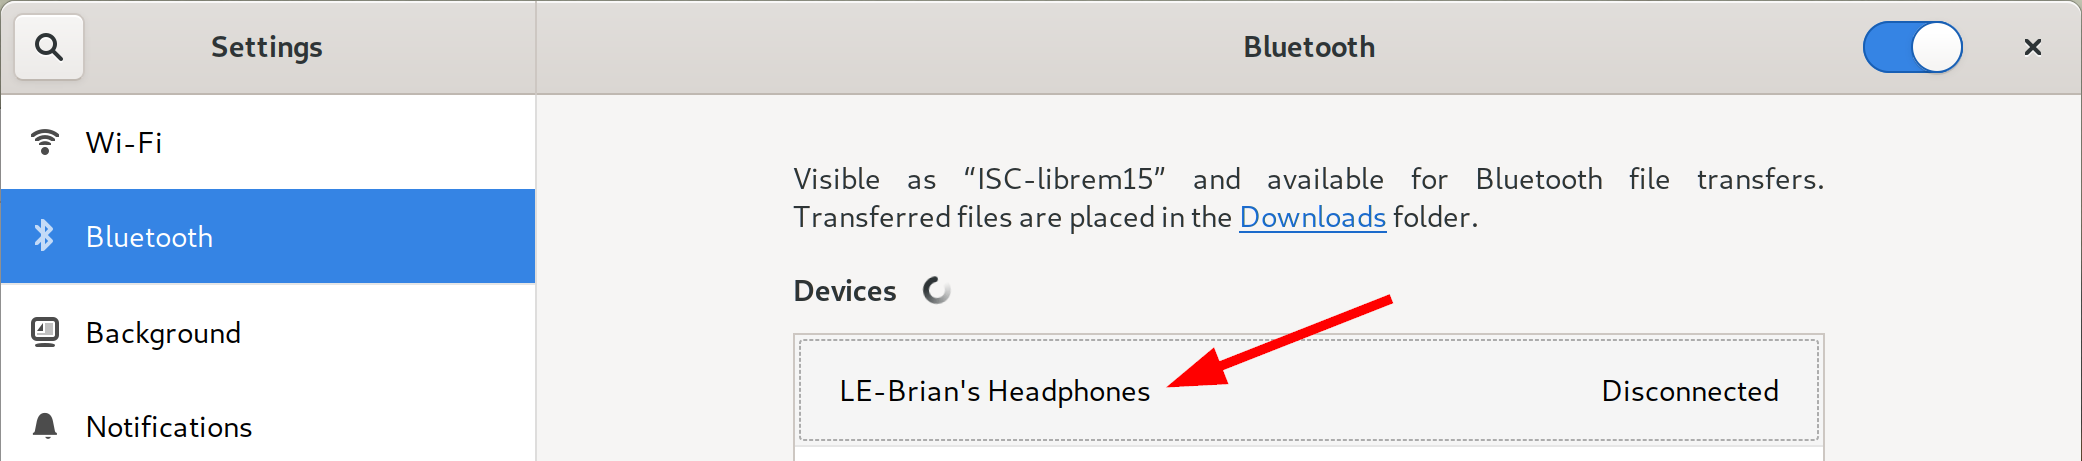 Settings
Bluetooth
Wi-Fi
Bluetooth
Background
Notifications
Visible as “ISC-librem15” and available for Bluetooth file transfers.
Transferred files are placed in the Downloads folder.
Devices
LE-Brian's Headphones
Disconnected